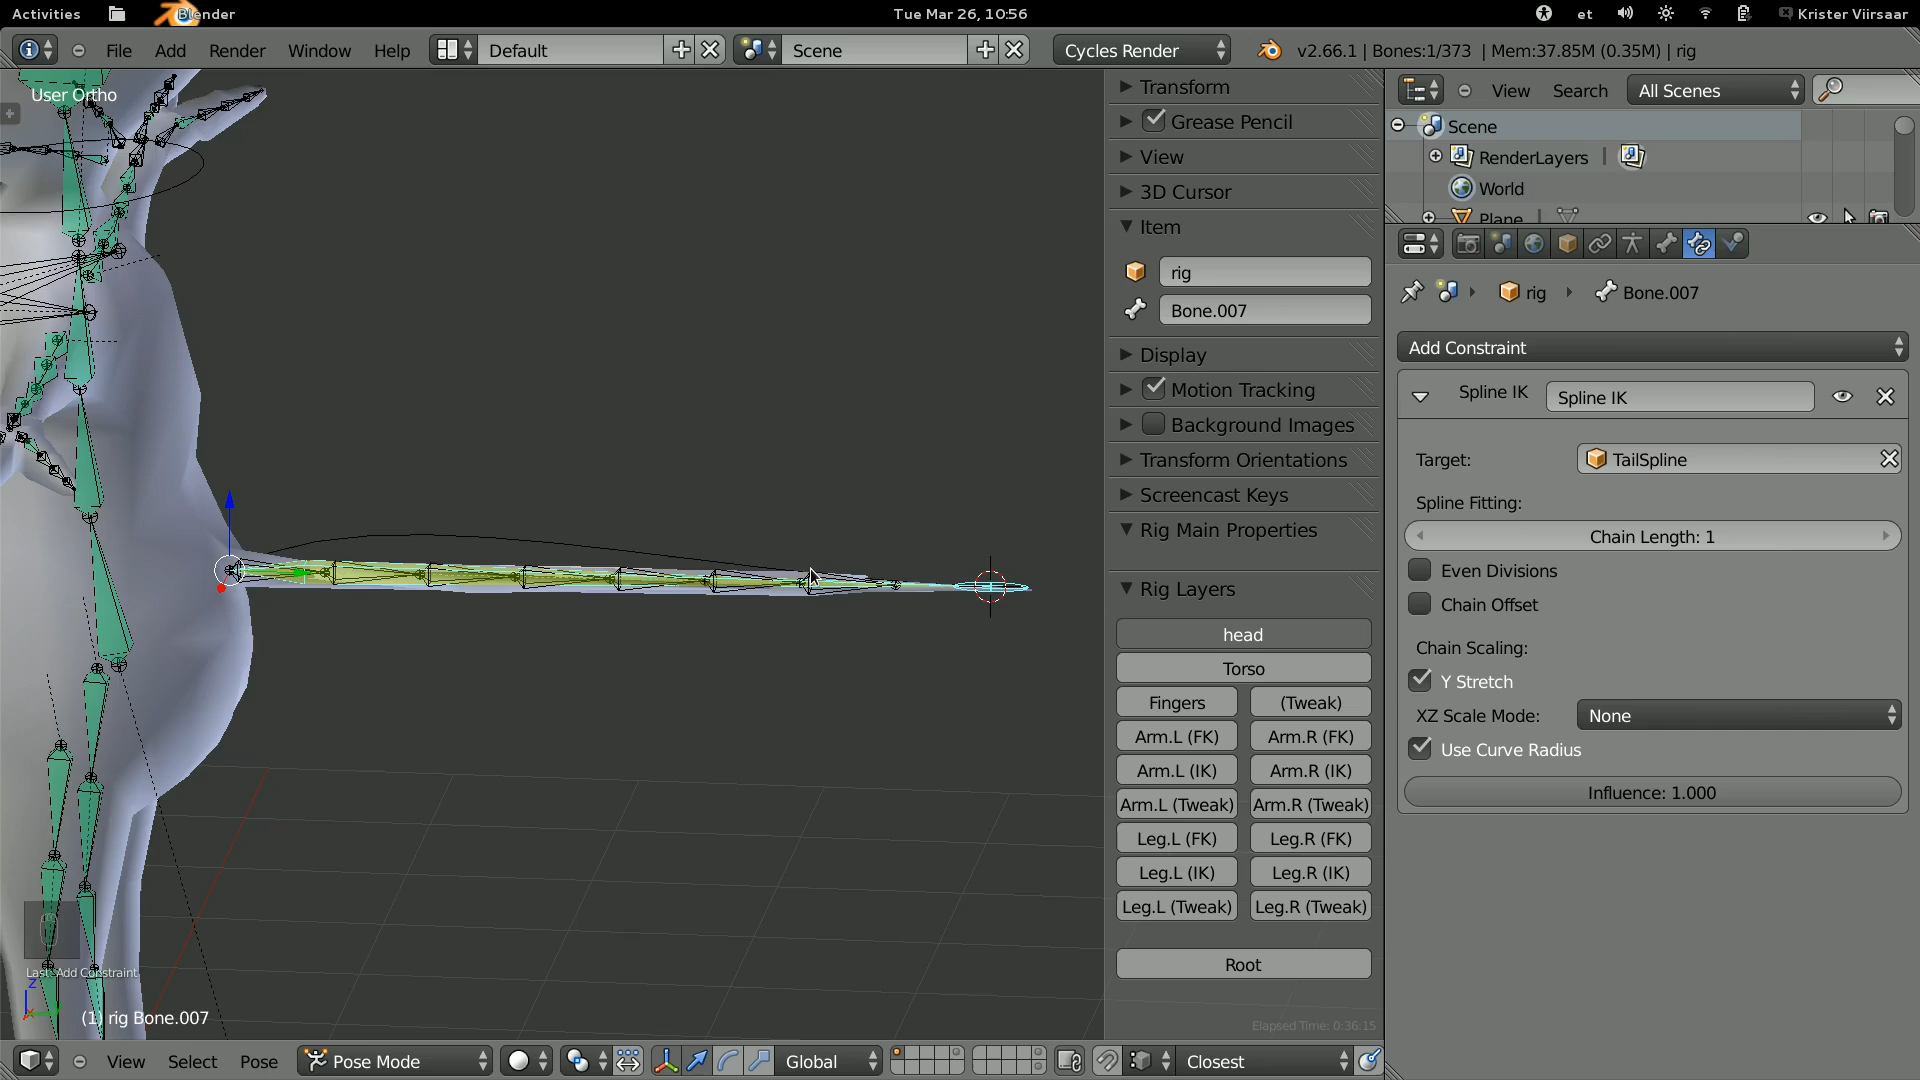 Activities Blender Tue Mar 26, 10:56 et Krister Viirsaar
File Add Render Window Help Default Scene Cycles Render v2.66.1 | Bones:1/373 | Mem:37.85M (0.35M) | rig
User Ortho
Transform
Grease Pencil
View
3D Cursor
Item
rig
Bone.007
Display
Motion Tracking
Background Images
Transform Orientations
Screencast Keys
Rig Main Properties
Rig Layers
head
Torso
Fingers (Tweak)
Arm.L (FK) Arm.R (FK)
Arm.L (IK) Arm.R (IK)
Arm.L (Tweak) Arm.R (Tweak)
Leg.L (FK) Leg.R (FK)
Leg.L (IK) Leg.R (IK)
Leg.L (Tweak) Leg.R (Tweak)
Root
Elapsed Time: 0:36:15
View Search All Scenes
Scene
RenderLayers
World
Plane
rig Bone.007
Add Constraint
Spline IK Spline IK
Target: TailSpline
Spline Fitting:
Chain Length: 1
Even Divisions
Chain Offset
Chain Scaling:
Y Stretch
XZ Scale Mode: None
Use Curve Radius
Influence: 1.000
Last: Add Constraint
z
(1) rig Bone.007
View Select Pose Pose Mode Global Closest